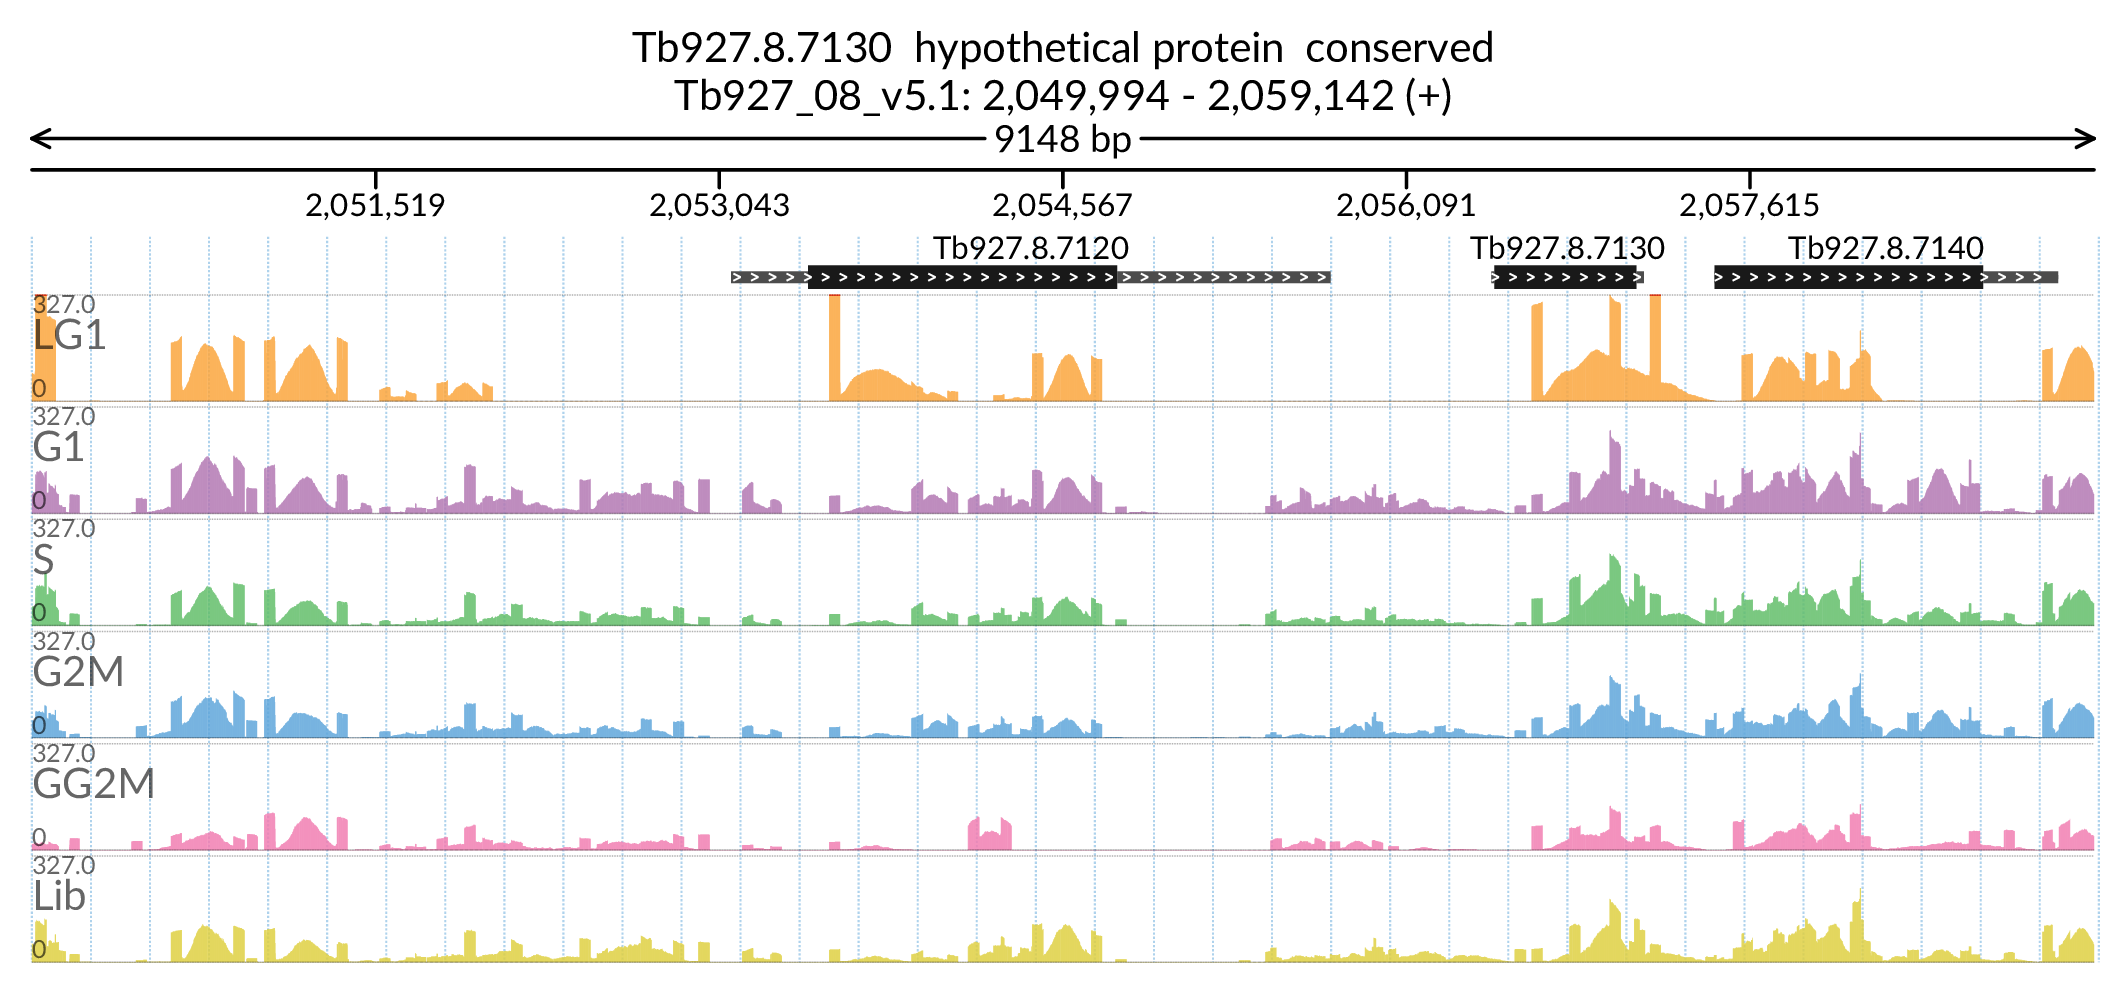 Tb927.8.7130 hypothetical protein conserved
Tb927_08_v5.1: 2,049,994 - 2,059,142 (+)
9148 bp
2,051,519 2,053,043 2,054,567 2,056,091 2,057,615
Tb927.8.7120 Tb927.8.7130 Tb927.8.7140
327.0
LG1
0
327.0
G1
0
327.0
S
0
327.0
G2M
0
327.0
GG2M
0
327.0
Lib
0